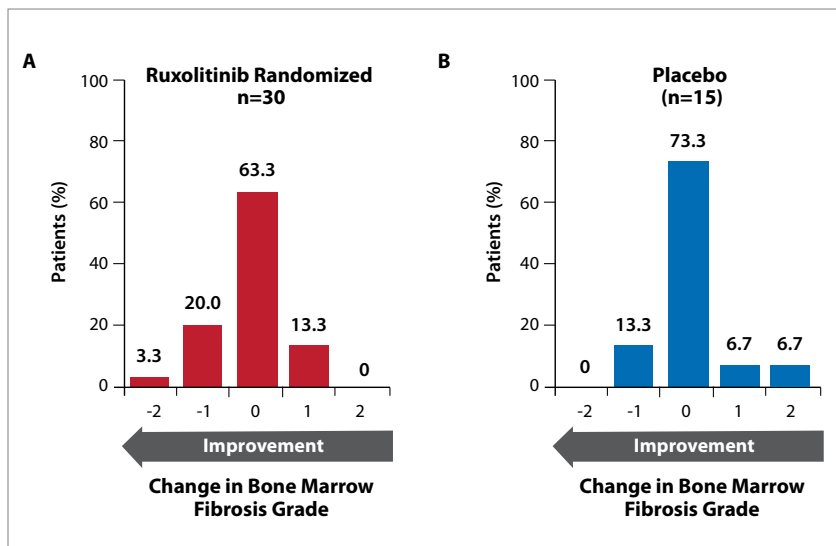 A
Ruxolitinib Randomized
n=30
Patients (%)
100
80
60
40
20
0
3.3
20.0
63.3
13.3
0
-2
-1
0
1
2
Improvement
Change in Bone Marrow
Fibrosis Grade
B
Placebo
(n=15)
Patients (%)
100
80
60
40
20
0
0
13.3
73.3
6.7
6.7
-2
-1
0
1
2
Improvement
Change in Bone Marrow
Fibrosis Grade